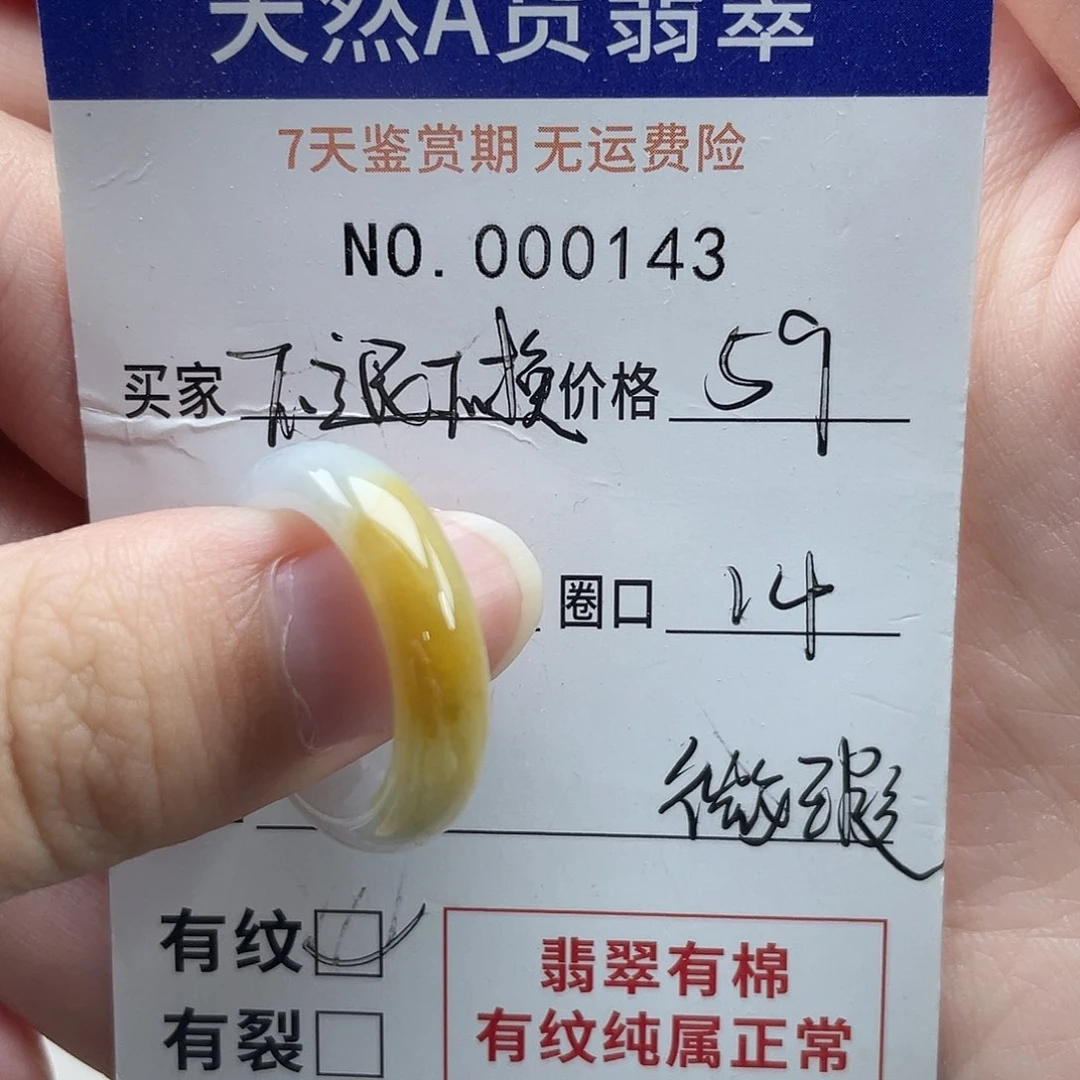 天然A货翡翠
7天鉴赏期 无运费险
NO.000143
买家 不退不换 价格 59
圈口 14
微瑕
有纹
翡翠有棉
有裂
有纹纯属正常